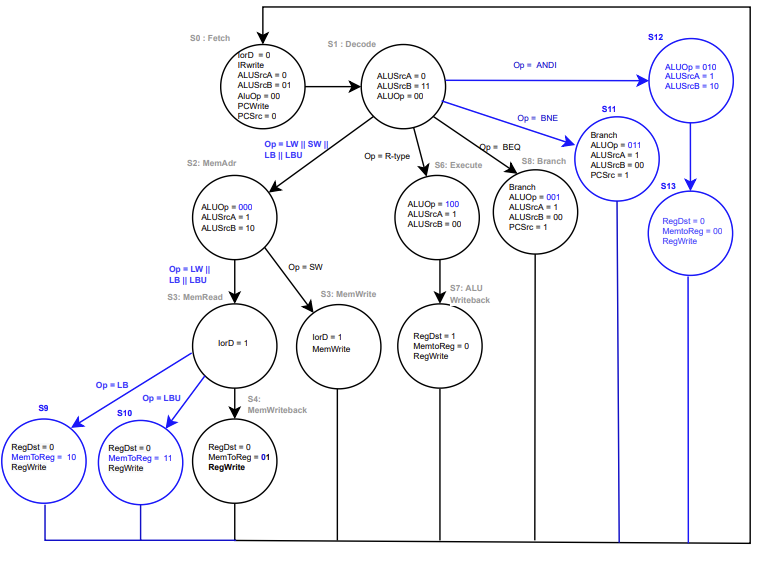 S0 : Fetch
IorD = 0
IRwrite
ALUSrcA = 0
ALUSrcB = 01
AluOp = 00
PCWrite
PCSrc = 0
S1 : Decode
ALUSrcA = 0
ALUSrcB = 11
ALUOp = 00
Op = ANDI
S12
ALUOp = 010
ALUSrcA = 1
ALUSrcB = 10
Op = BNE
S11
Branch
ALUOp = 011
ALUSrcA = 1
ALUSrcB = 00
PCSrc = 1
Op = LW || SW ||
LB || LBU
Op = R-type
Op = BEQ
S2: MemAdr
ALUOp = 000
ALUSrcA = 1
ALUSrcB = 10
S6: Execute
ALUOp = 100
ALUSrcA = 1
ALUSrcB = 00
S8: Branch
Branch
ALUOp = 001
ALUSrcA = 1
ALUSrcB = 00
PCSrc = 1
S13
RegDst = 0
MemtoReg = 00
RegWrite
Op = LW ||
LB || LBU
Op = SW
S3: MemRead
IorD = 1
S3: MemWrite
IorD = 1
MemWrite
S7: ALU
Writeback
RegDst = 1
MemtoReg = 0
RegWrite
Op = LB
Op = LBU
S9
RegDst = 0
MemToReg = 10
RegWrite
S10
RegDst = 0
MemToReg = 11
RegWrite
S4:
MemWriteback
RegDst = 0
MemToReg = 01
RegWrite